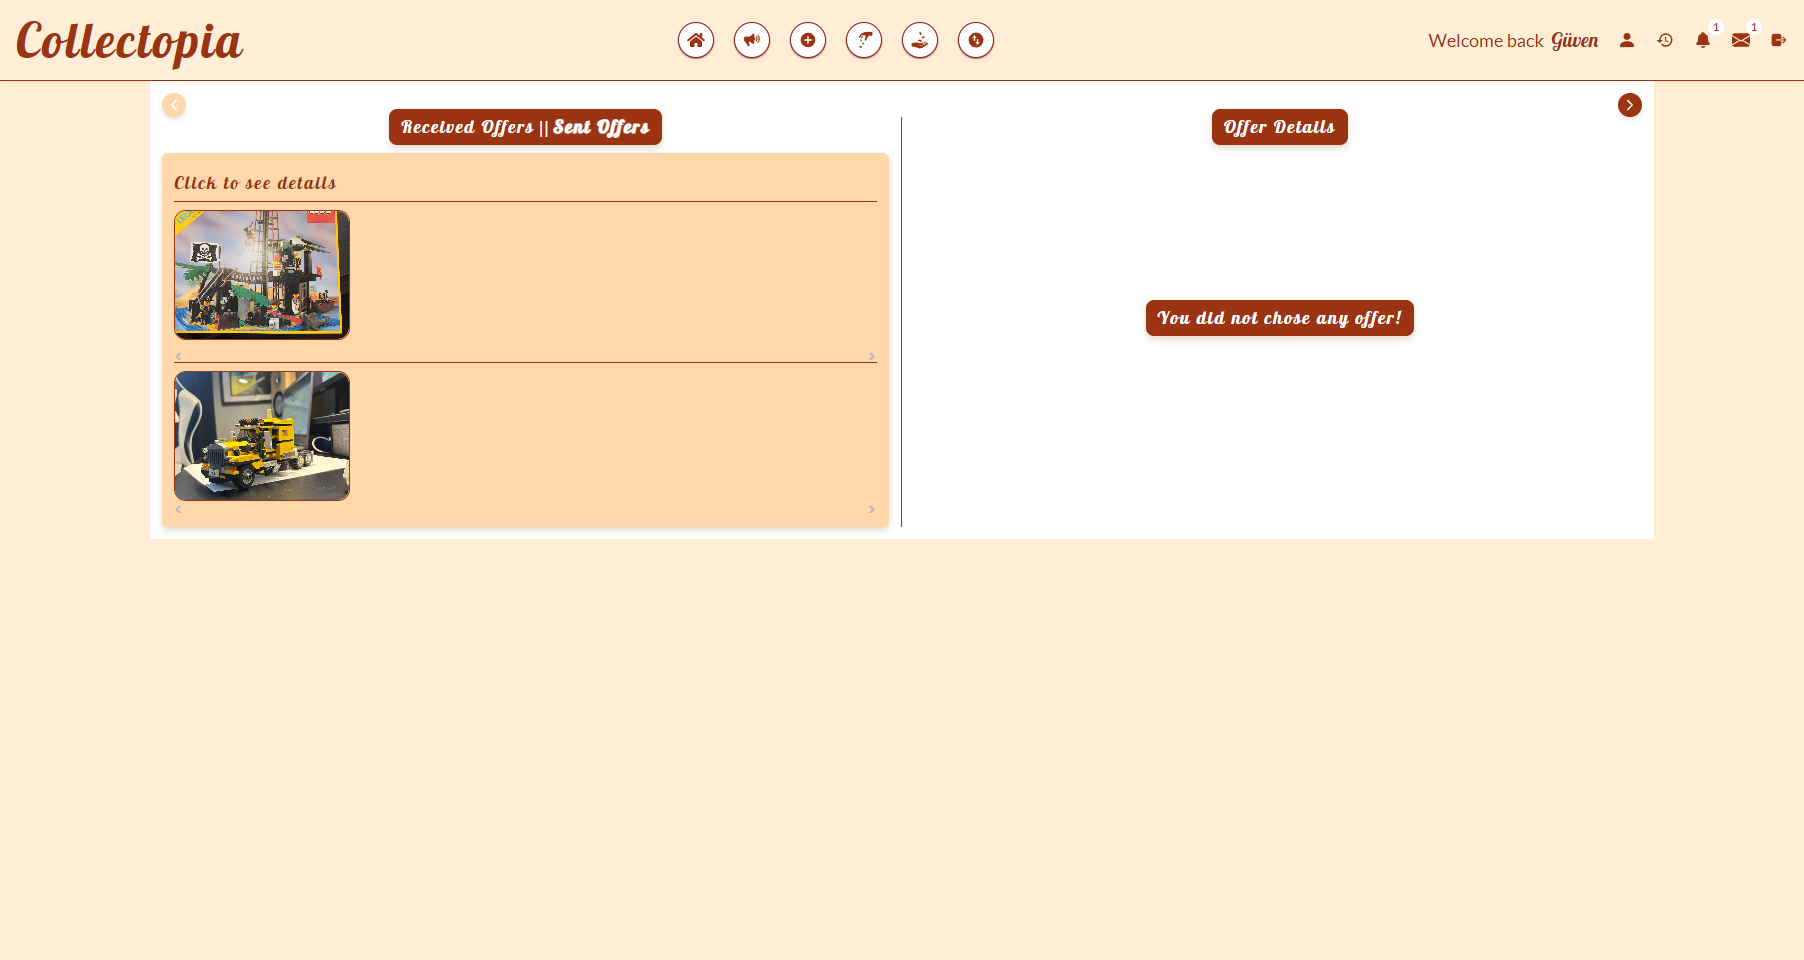 Collectopia
Welcome back Güven
1
1
Received Offers || Sent Offers
Offer Details
Click to see details
You did not chose any offer!